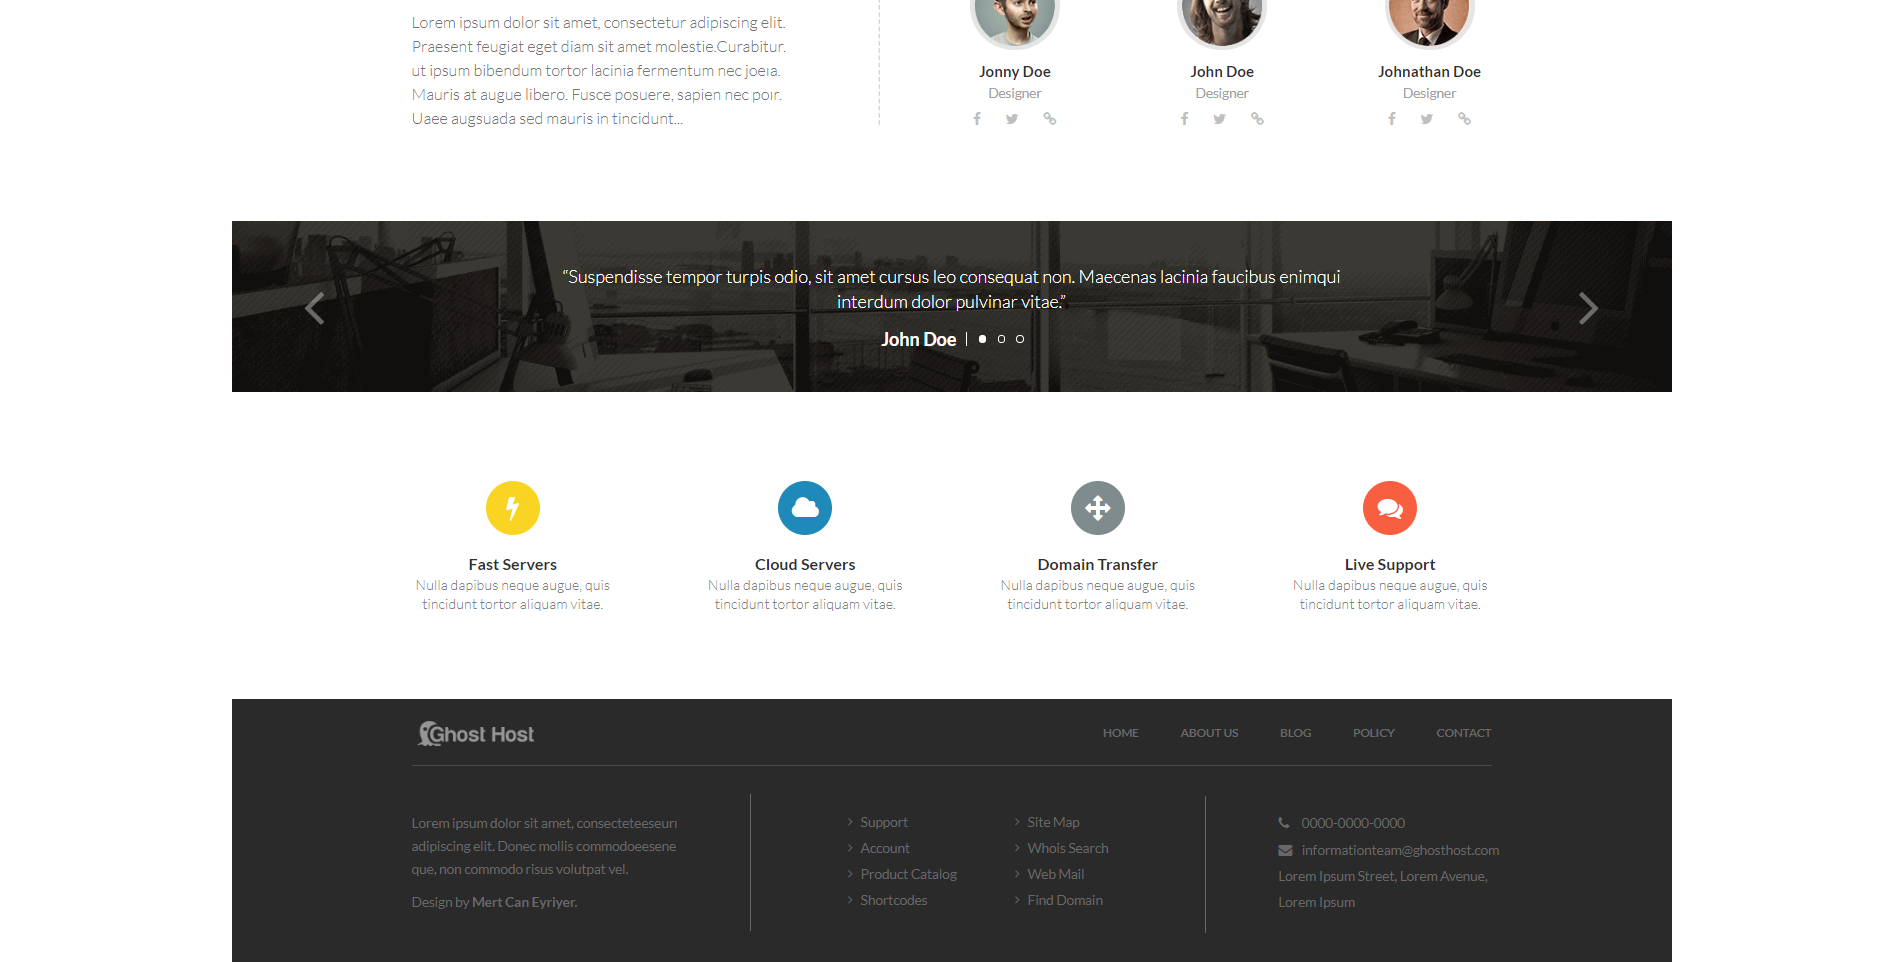 Lorem ipsum dolor sit amet, consectetur adipiscing elit.
Praesent feugiat eget diam sit amet molestie.Curabitur.
ut ipsum bibendum tortor lacinia fermentum nec joeıa.
Mauris at augue libero. Fusce posuere, sapien nec poır.
Uaee augsuada sed mauris in tincidunt...
Jonny Doe
Designer
John Doe
Designer
Johnathan Doe
Designer
“Suspendisse tempor turpis odio, sit amet cursus leo consequat non. Maecenas lacinia faucibus enimqui
interdum dolor pulvinar vitae.”
John Doe
Fast Servers
Nulla dapibus neque augue, quis
tincidunt tortor aliquam vitae.
Cloud Servers
Nulla dapibus neque augue, quis
tincidunt tortor aliquam vitae.
Domain Transfer
Nulla dapibus neque augue, quis
tincidunt tortor aliquam vitae.
Live Support
Nulla dapibus neque augue, quis
tincidunt tortor aliquam vitae.
Ghost Host
HOME ABOUT US BLOG POLICY CONTACT
Lorem ipsum dolor sit amet, consecteteeseurı
adipiscing elit. Donec mollis commodoeesene
que, non commodo risus volutpat vel.
Design by Mert Can Eyriyer.
Support
Account
Product Catalog
Shortcodes
Site Map
Whois Search
Web Mail
Find Domain
0000-0000-0000
informationteam@ghosthost.com
Lorem Ipsum Street, Lorem Avenue,
Lorem Ipsum